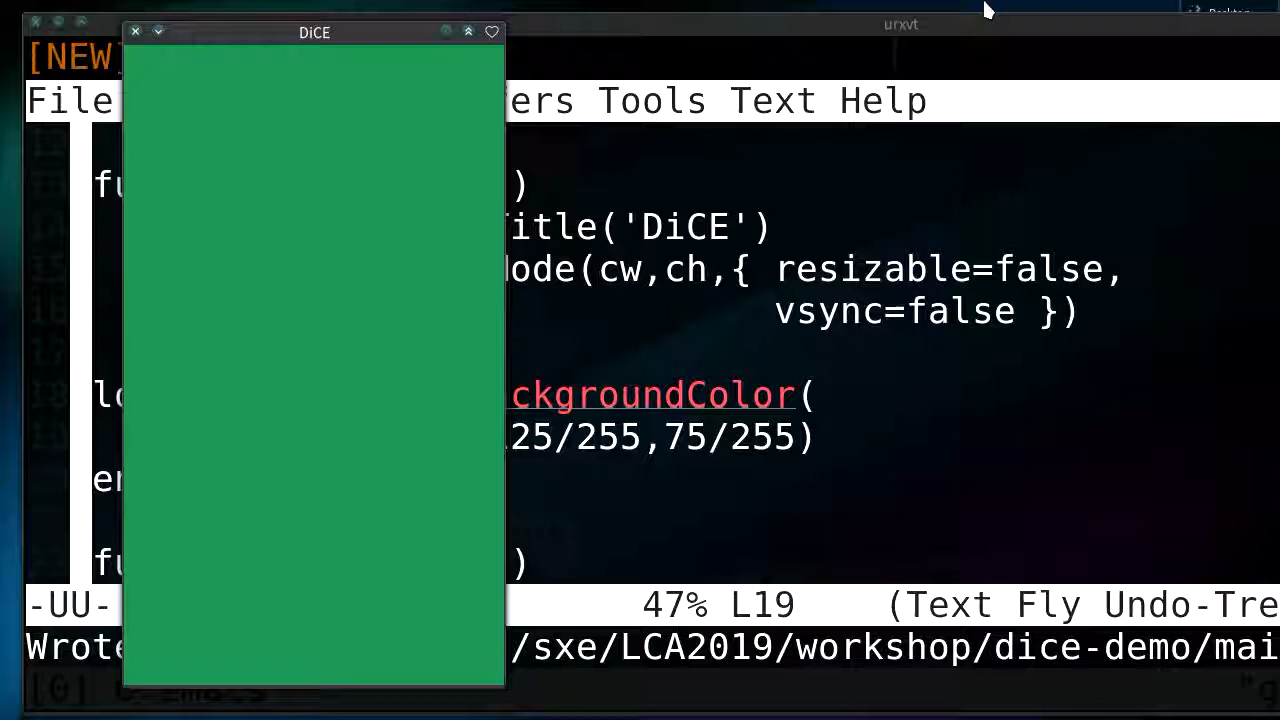 Desktop
urxvt
DiCE
[NEW]
File ers Tools Text Help
fu )
Title('DiCE')
Mode(cw,ch,{ resizable=false,
vsync=false })
lo ckgroundColor(
25/255,75/255)
en
fu )
-UU- 47% L19 (Text Fly Undo-Tre
Wrote /sxe/LCA2019/workshop/dice-demo/mai
[0]